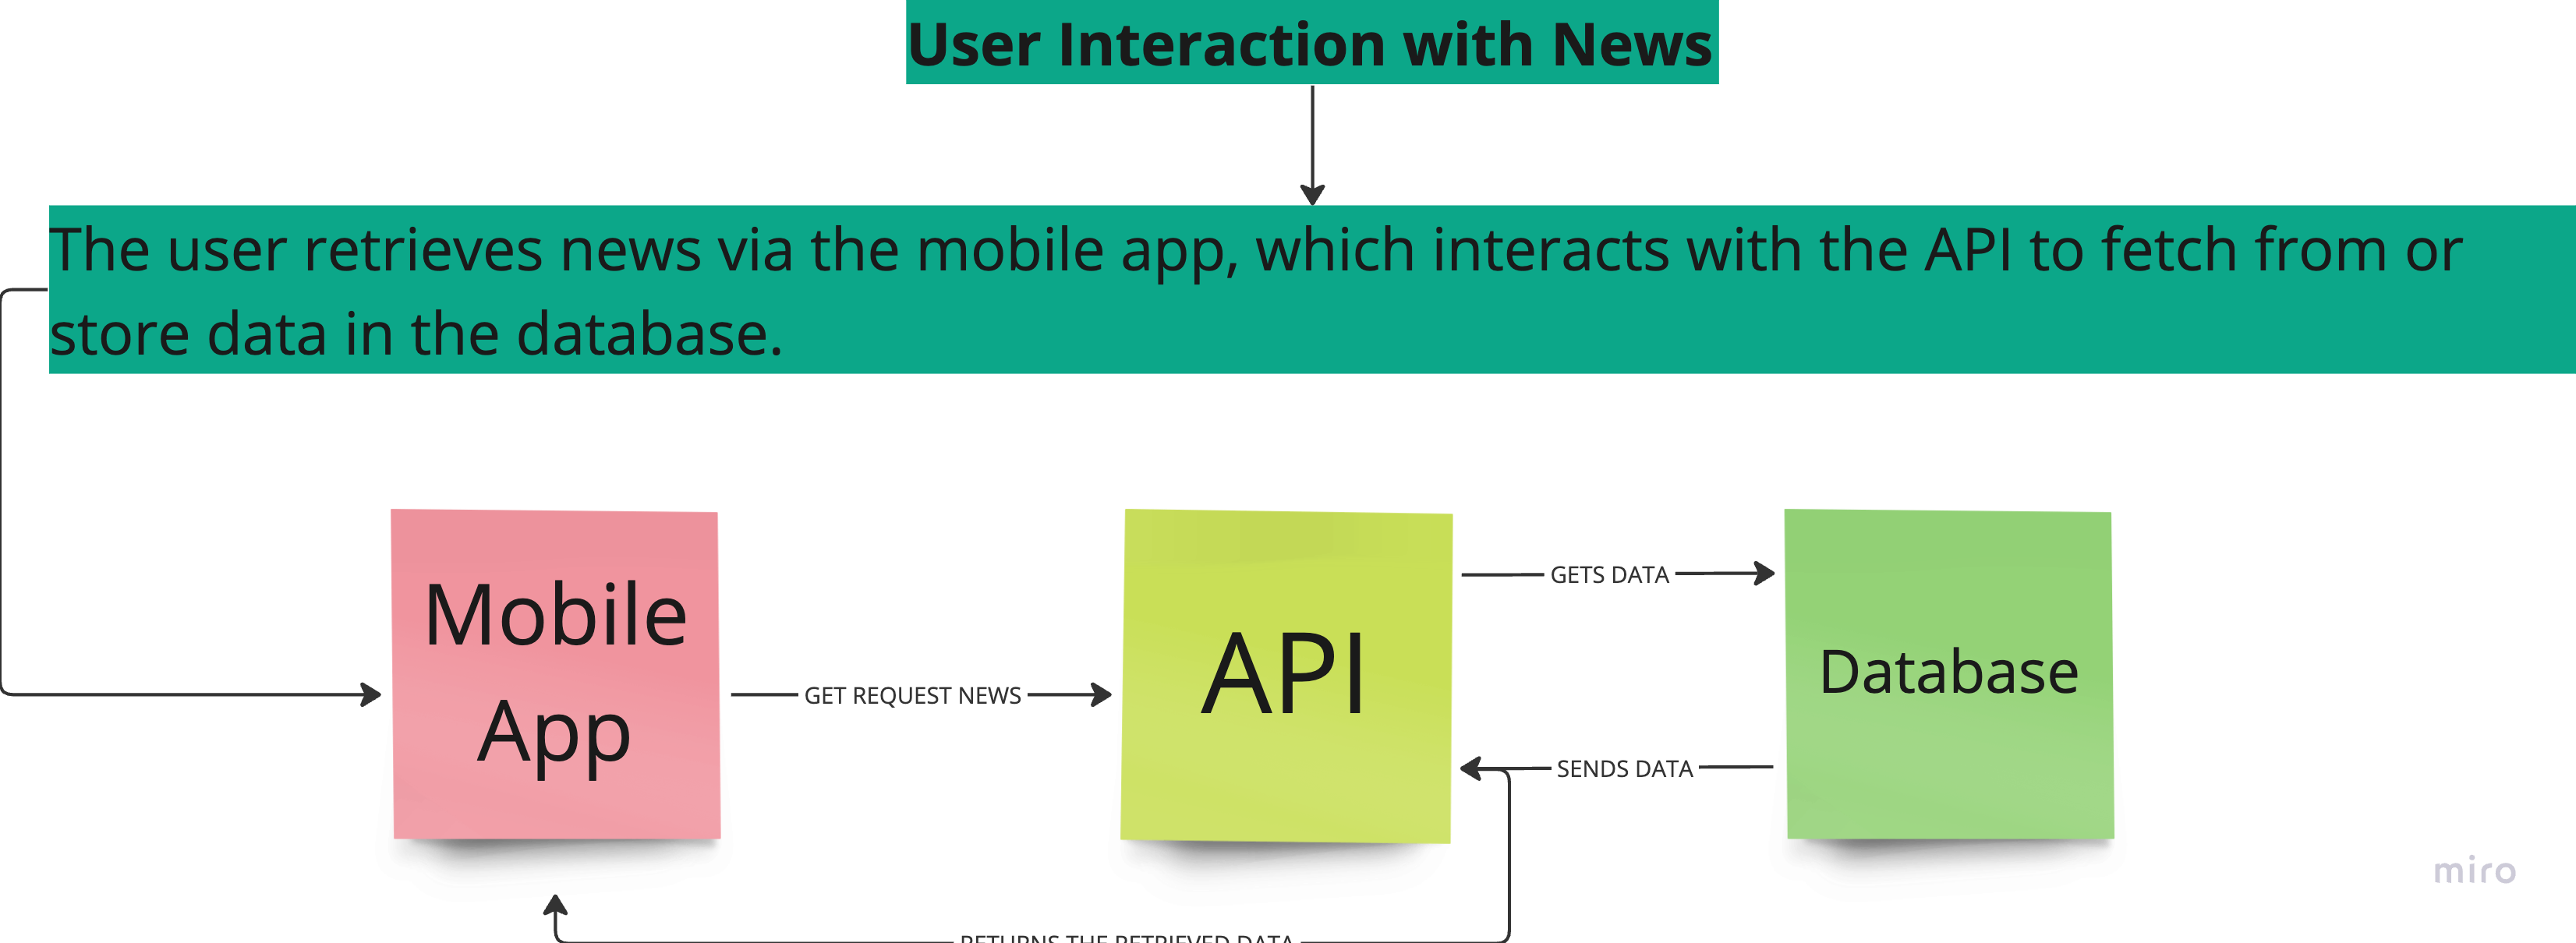 User Interaction with News
The user retrieves news via the mobile app, which interacts with the API to fetch from or
store data in the database.
Mobile
App
GET REQUEST NEWS
API
GETS DATA
Database
SENDS DATA
RETURNS THE RETRIEVED DATA
miro